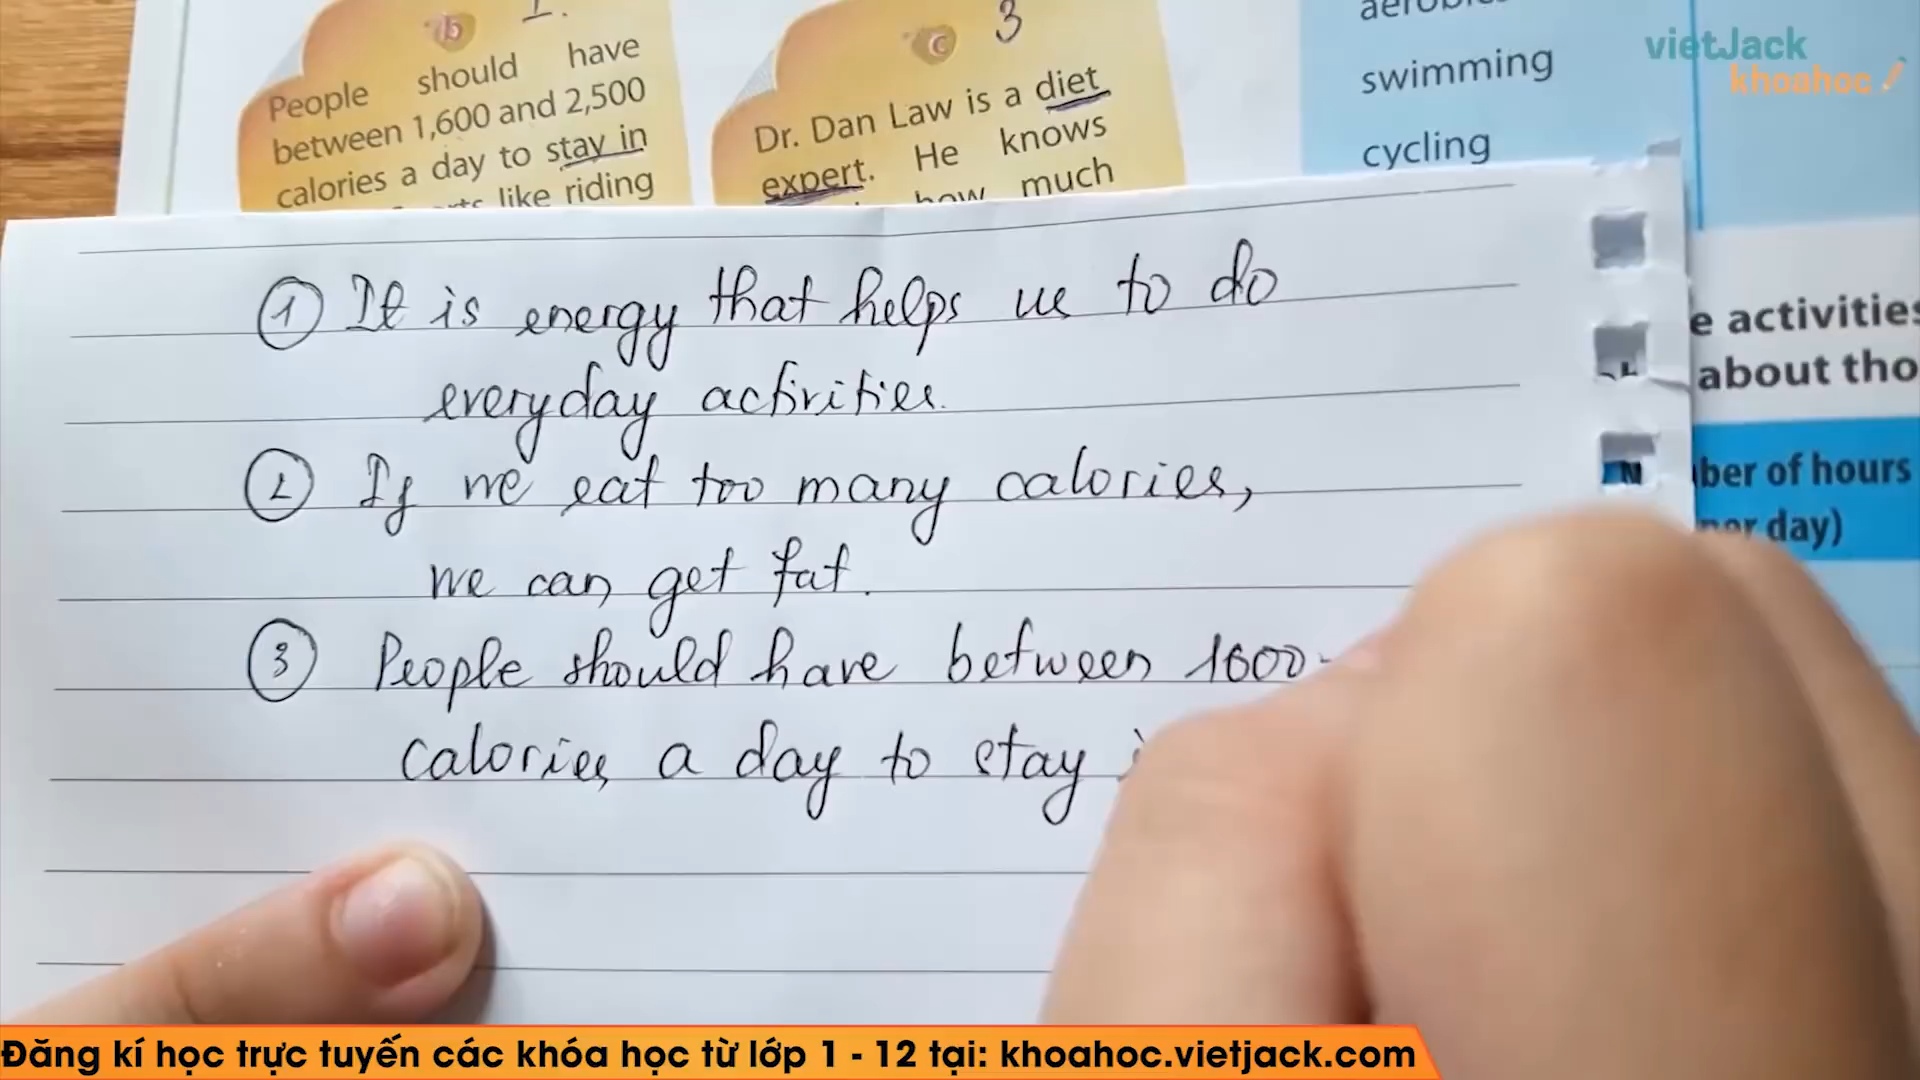 b 1.
People should have
between 1,600 and 2,500
calories a day to stay in
like riding
c 3
Dr. Dan Law is a diet
expert. He knows
how much
aerobics
swimming
cycling
vietJack
khoahoc
① It is energy that helps us to do
everyday activities.
② If we eat too many calories,
we can get fat.
③ People should have between 1600-
calories a day to stay i
e activities
about tho
N ber of hours
per day)
Đăng kí học trực tuyến các khóa học từ lớp 1 - 12 tại: khoahoc.vietjack.com